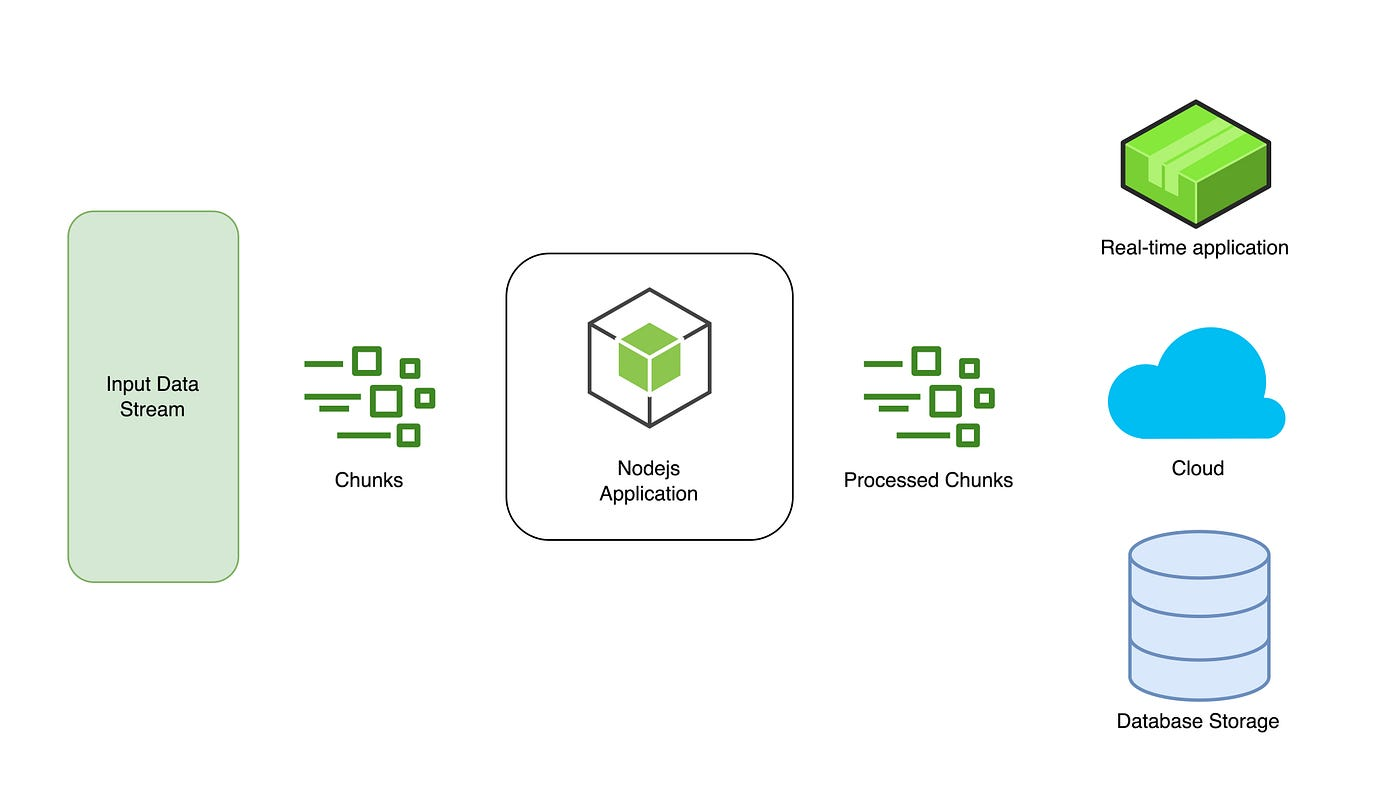 Input Data
Stream
Chunks
Nodejs
Application
Processed Chunks
Real-time application
Cloud
Database Storage